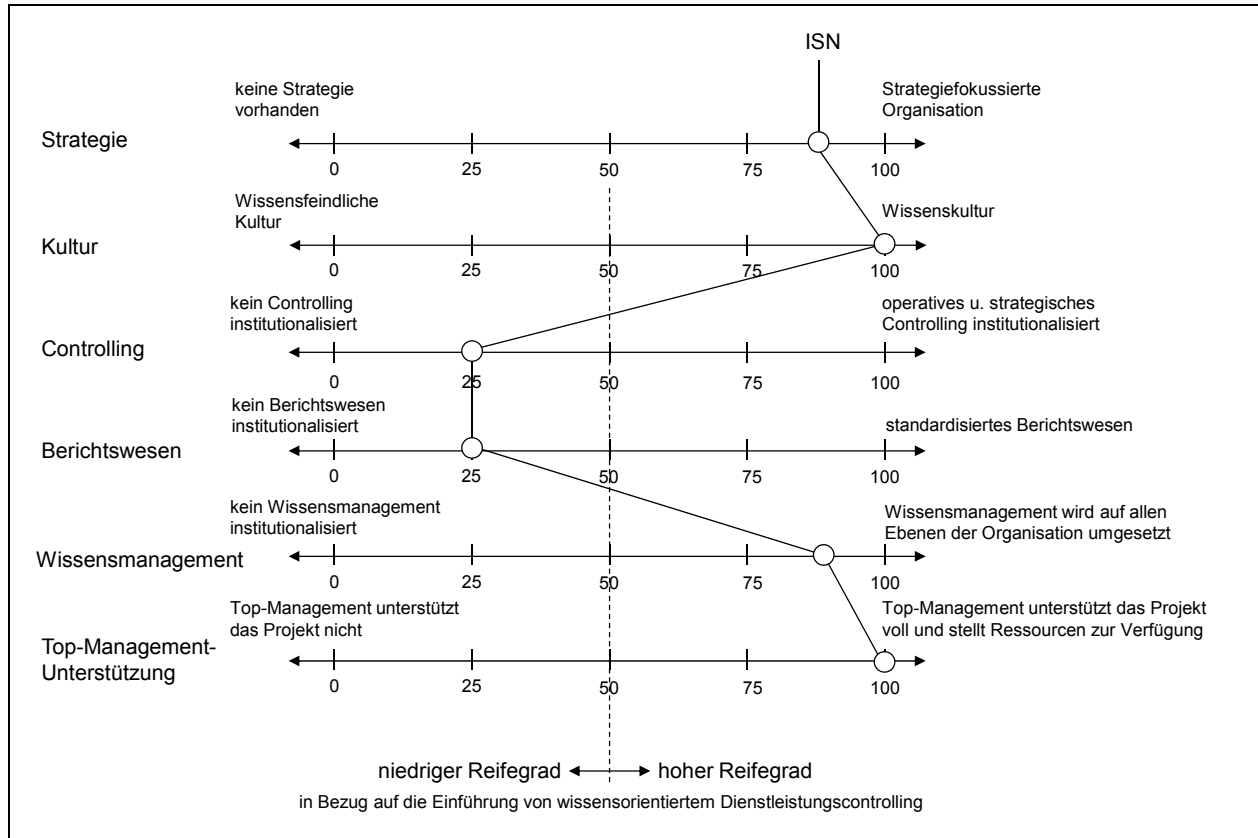 ISN
keine Strategie
vorhanden
Strategiefokussierte
Organisation
Strategie
0 25 50 75 100
Wissensfeindliche
Kultur
Wissenskultur
Kultur
0 25 50 75 100
kein Controlling
institutionalisiert
operatives u. strategisches
Controlling institutionalisiert
Controlling
0 25 50 75 100
kein Berichtswesen
institutionalisiert
standardisiertes Berichtswesen
Berichtswesen
0 25 50 75 100
kein Wissensmanagement
institutionalisiert
Wissensmanagement wird auf allen
Ebenen der Organisation umgesetzt
Wissensmanagement
0 25 50 75 100
Top-Management unterstützt
das Projekt nicht
Top-Management unterstützt das Projekt
voll und stellt Ressourcen zur Verfügung
Top-Management-
Unterstützung
0 25 50 75 100
niedriger Reifegrad hoher Reifegrad
in Bezug auf die Einführung von wissensorientiertem Dienstleistungscontrolling